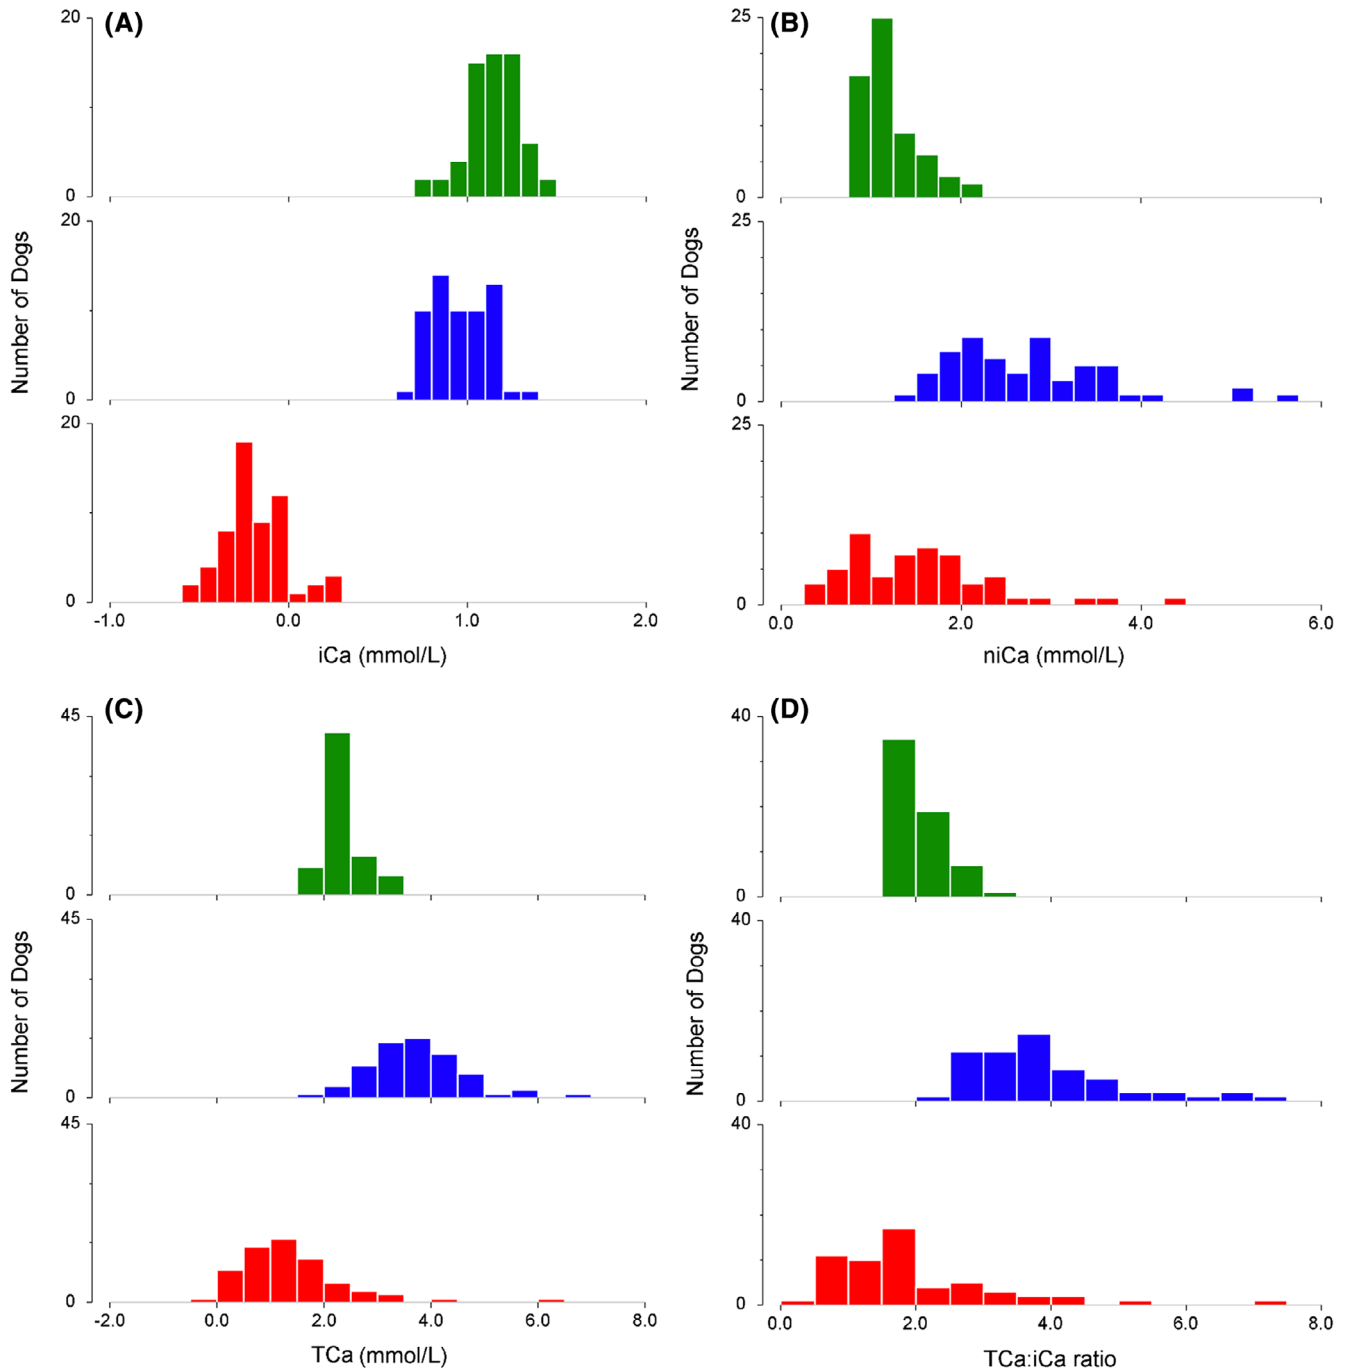 (A)
20
0
20
0
20
0
Number of Dogs
-1.0 0.0 1.0 2.0
iCa (mmol/L)
(B)
25
0
25
0
25
0
Number of Dogs
0.0 2.0 4.0 6.0
niCa (mmol/L)
(C)
45
0
45
0
45
0
Number of Dogs
-2.0 0.0 2.0 4.0 6.0 8.0
TCa (mmol/L)
(D)
40
0
40
0
40
0
Number of Dogs
0.0 2.0 4.0 6.0 8.0
TCa:iCa ratio